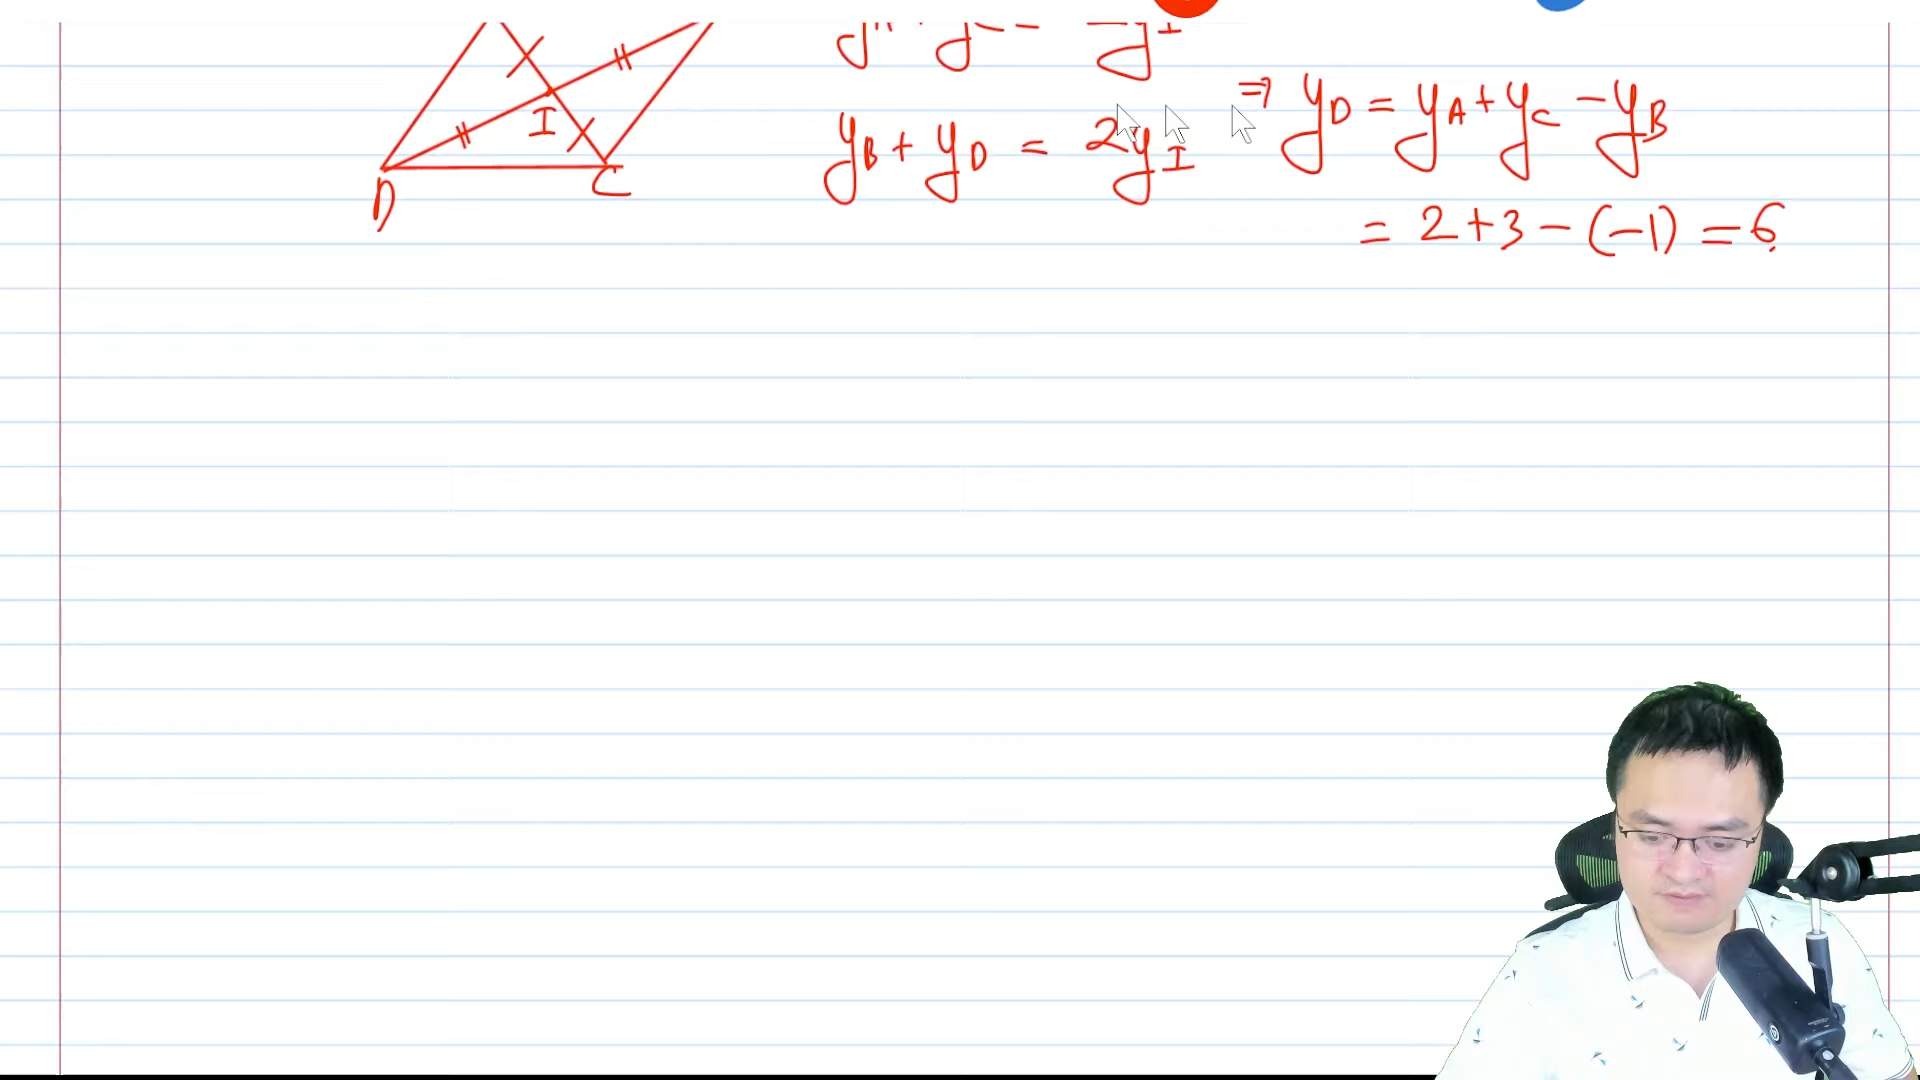 I
D
C
y_B + y_D = 2y_I
⇒ y_D = y_A + y_C - y_B
= 2 + 3 - (-1) = 6